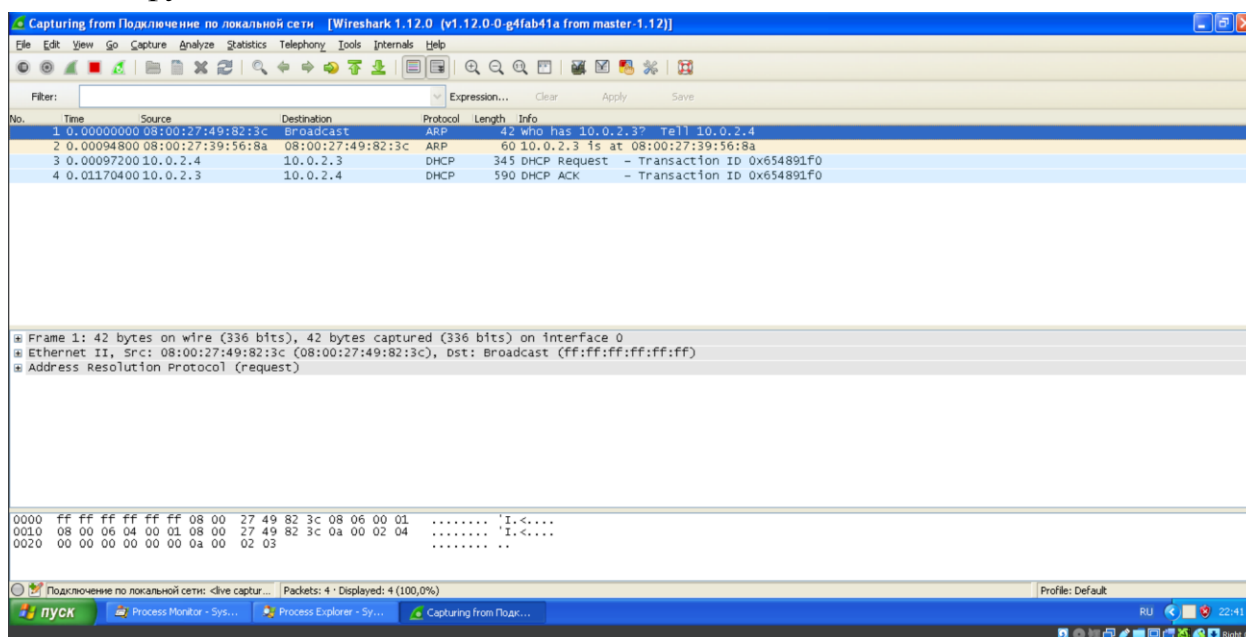 Capturing from Подключение по локальной сети [Wireshark 1.12.0 (v1.12.0-0-g4fab41a from master-1.12)]
File Edit View Go Capture Analyze Statistics Telephony Tools Internals Help
Filter: Expression... Clear Apply Save
No. Time Source Destination Protocol Length Info
1 0.00000000 08:00:27:49:82:3c Broadcast ARP 42 who has 10.0.2.3? Tell 10.0.2.4
2 0.00094800 08:00:27:39:56:8a 08:00:27:49:82:3c ARP 60 10.0.2.3 is at 08:00:27:39:56:8a
3 0.00097200 10.0.2.4 10.0.2.3 DHCP 345 DHCP Request - Transaction ID 0x654891f0
4 0.01170400 10.0.2.3 10.0.2.4 DHCP 590 DHCP ACK - Transaction ID 0x654891f0
Frame 1: 42 bytes on wire (336 bits), 42 bytes captured (336 bits) on interface 0
Ethernet II, Src: 08:00:27:49:82:3c (08:00:27:49:82:3c), Dst: Broadcast (ff:ff:ff:ff:ff:ff)
Address Resolution Protocol (request)
0000 ff ff ff ff ff ff 08 00 27 49 82 3c 08 06 00 01 ........ 'I.<....
0010 08 00 06 04 00 01 08 00 27 49 82 3c 0a 00 02 04 ........ 'I.<....
0020 00 00 00 00 00 00 0a 00 02 03 ........ ..
Подключение по локальной сети: <live captur... Packets: 4 · Displayed: 4 (100,0%) Profile: Default
пуск Process Monitor - Sys... Process Explorer - Sy... Capturing from Подк... RU 22:41
Right